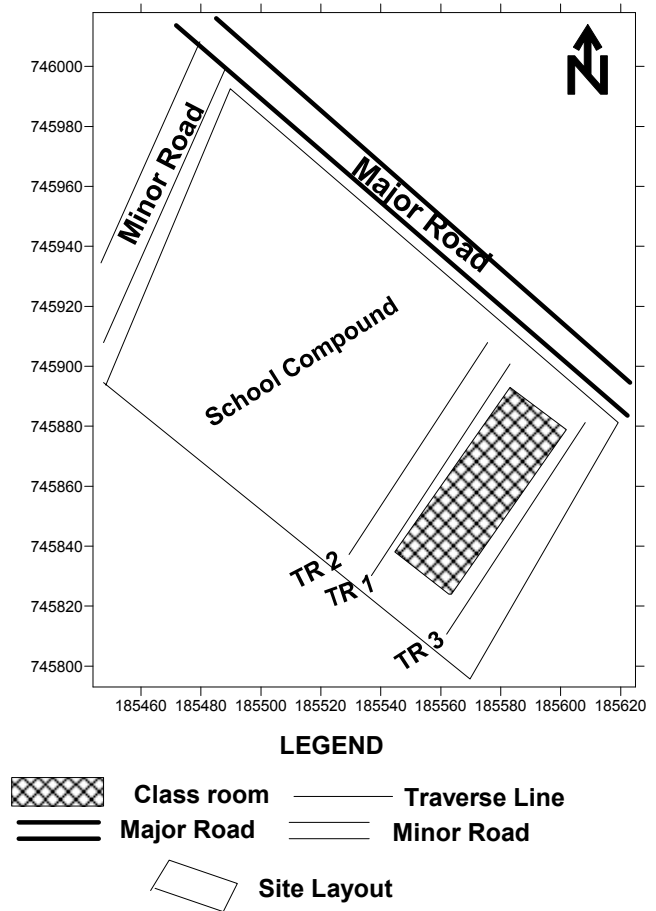 746000
745980
745960
745940
745920
745900
745880
745860
745840
745820
745800
N
Minor Road
Major Road
School Compound
TR 2
TR 1
TR 3
185460 185480 185500 185520 185540 185560 185580 185600 185620
LEGEND
Class room Traverse Line
Major Road Minor Road
Site Layout